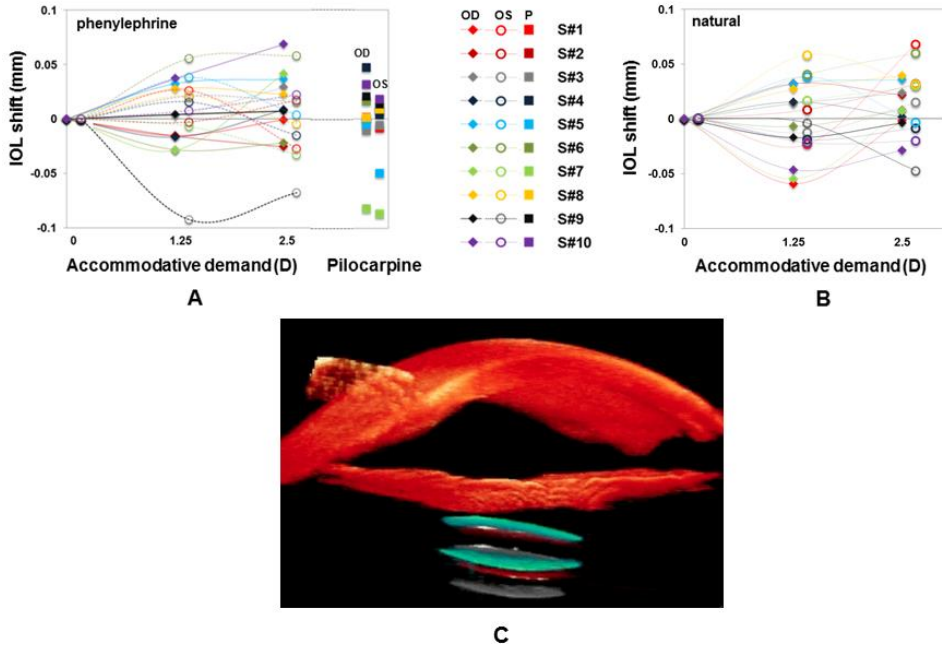 phenylephrine
IOL shift (mm)
0.1
0.05
0
-0.05
-0.1
0 1.25 2.5
Accommodative demand (D)
OD
OS
Pilocarpine
A
OD OS P
S#1
S#2
S#3
S#4
S#5
S#6
S#7
S#8
S#9
S#10
natural
IOL shift (mm)
0.1
0.05
0
-0.05
-0.1
0 1.25 2.5
Accommodative demand (D)
B
C